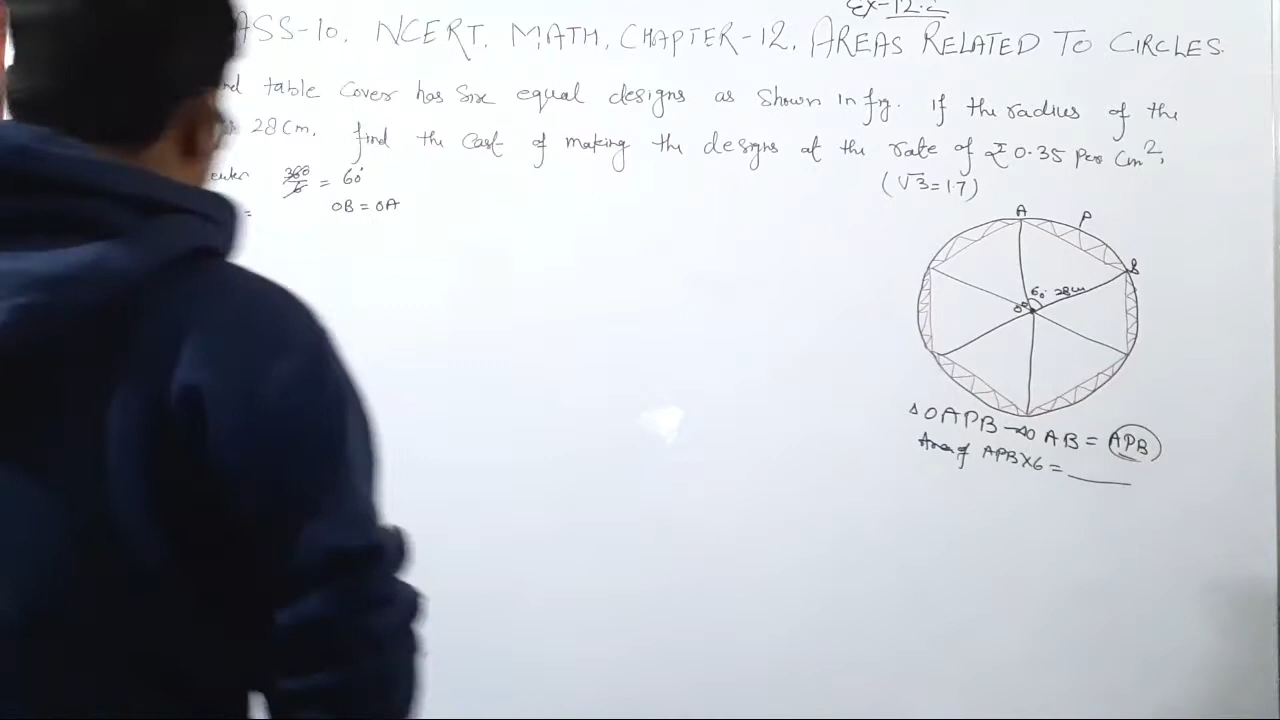 Ex-12.2
ASS-10. NCERT. MATH, CHAPTER-12. AREAS RELATED TO CIRCLES.
table cover has Six equal designs as shown in fig. If the radius of the
28 cm. find the cost of making the designs at the rate of ₹ 0.35 per cm²,
(√3=1.7)
360/6 = 60°
= OB = OA
A P
B
60° 28cm
O
△OAPB → △OAB = APB
Area of APB×6 = ____